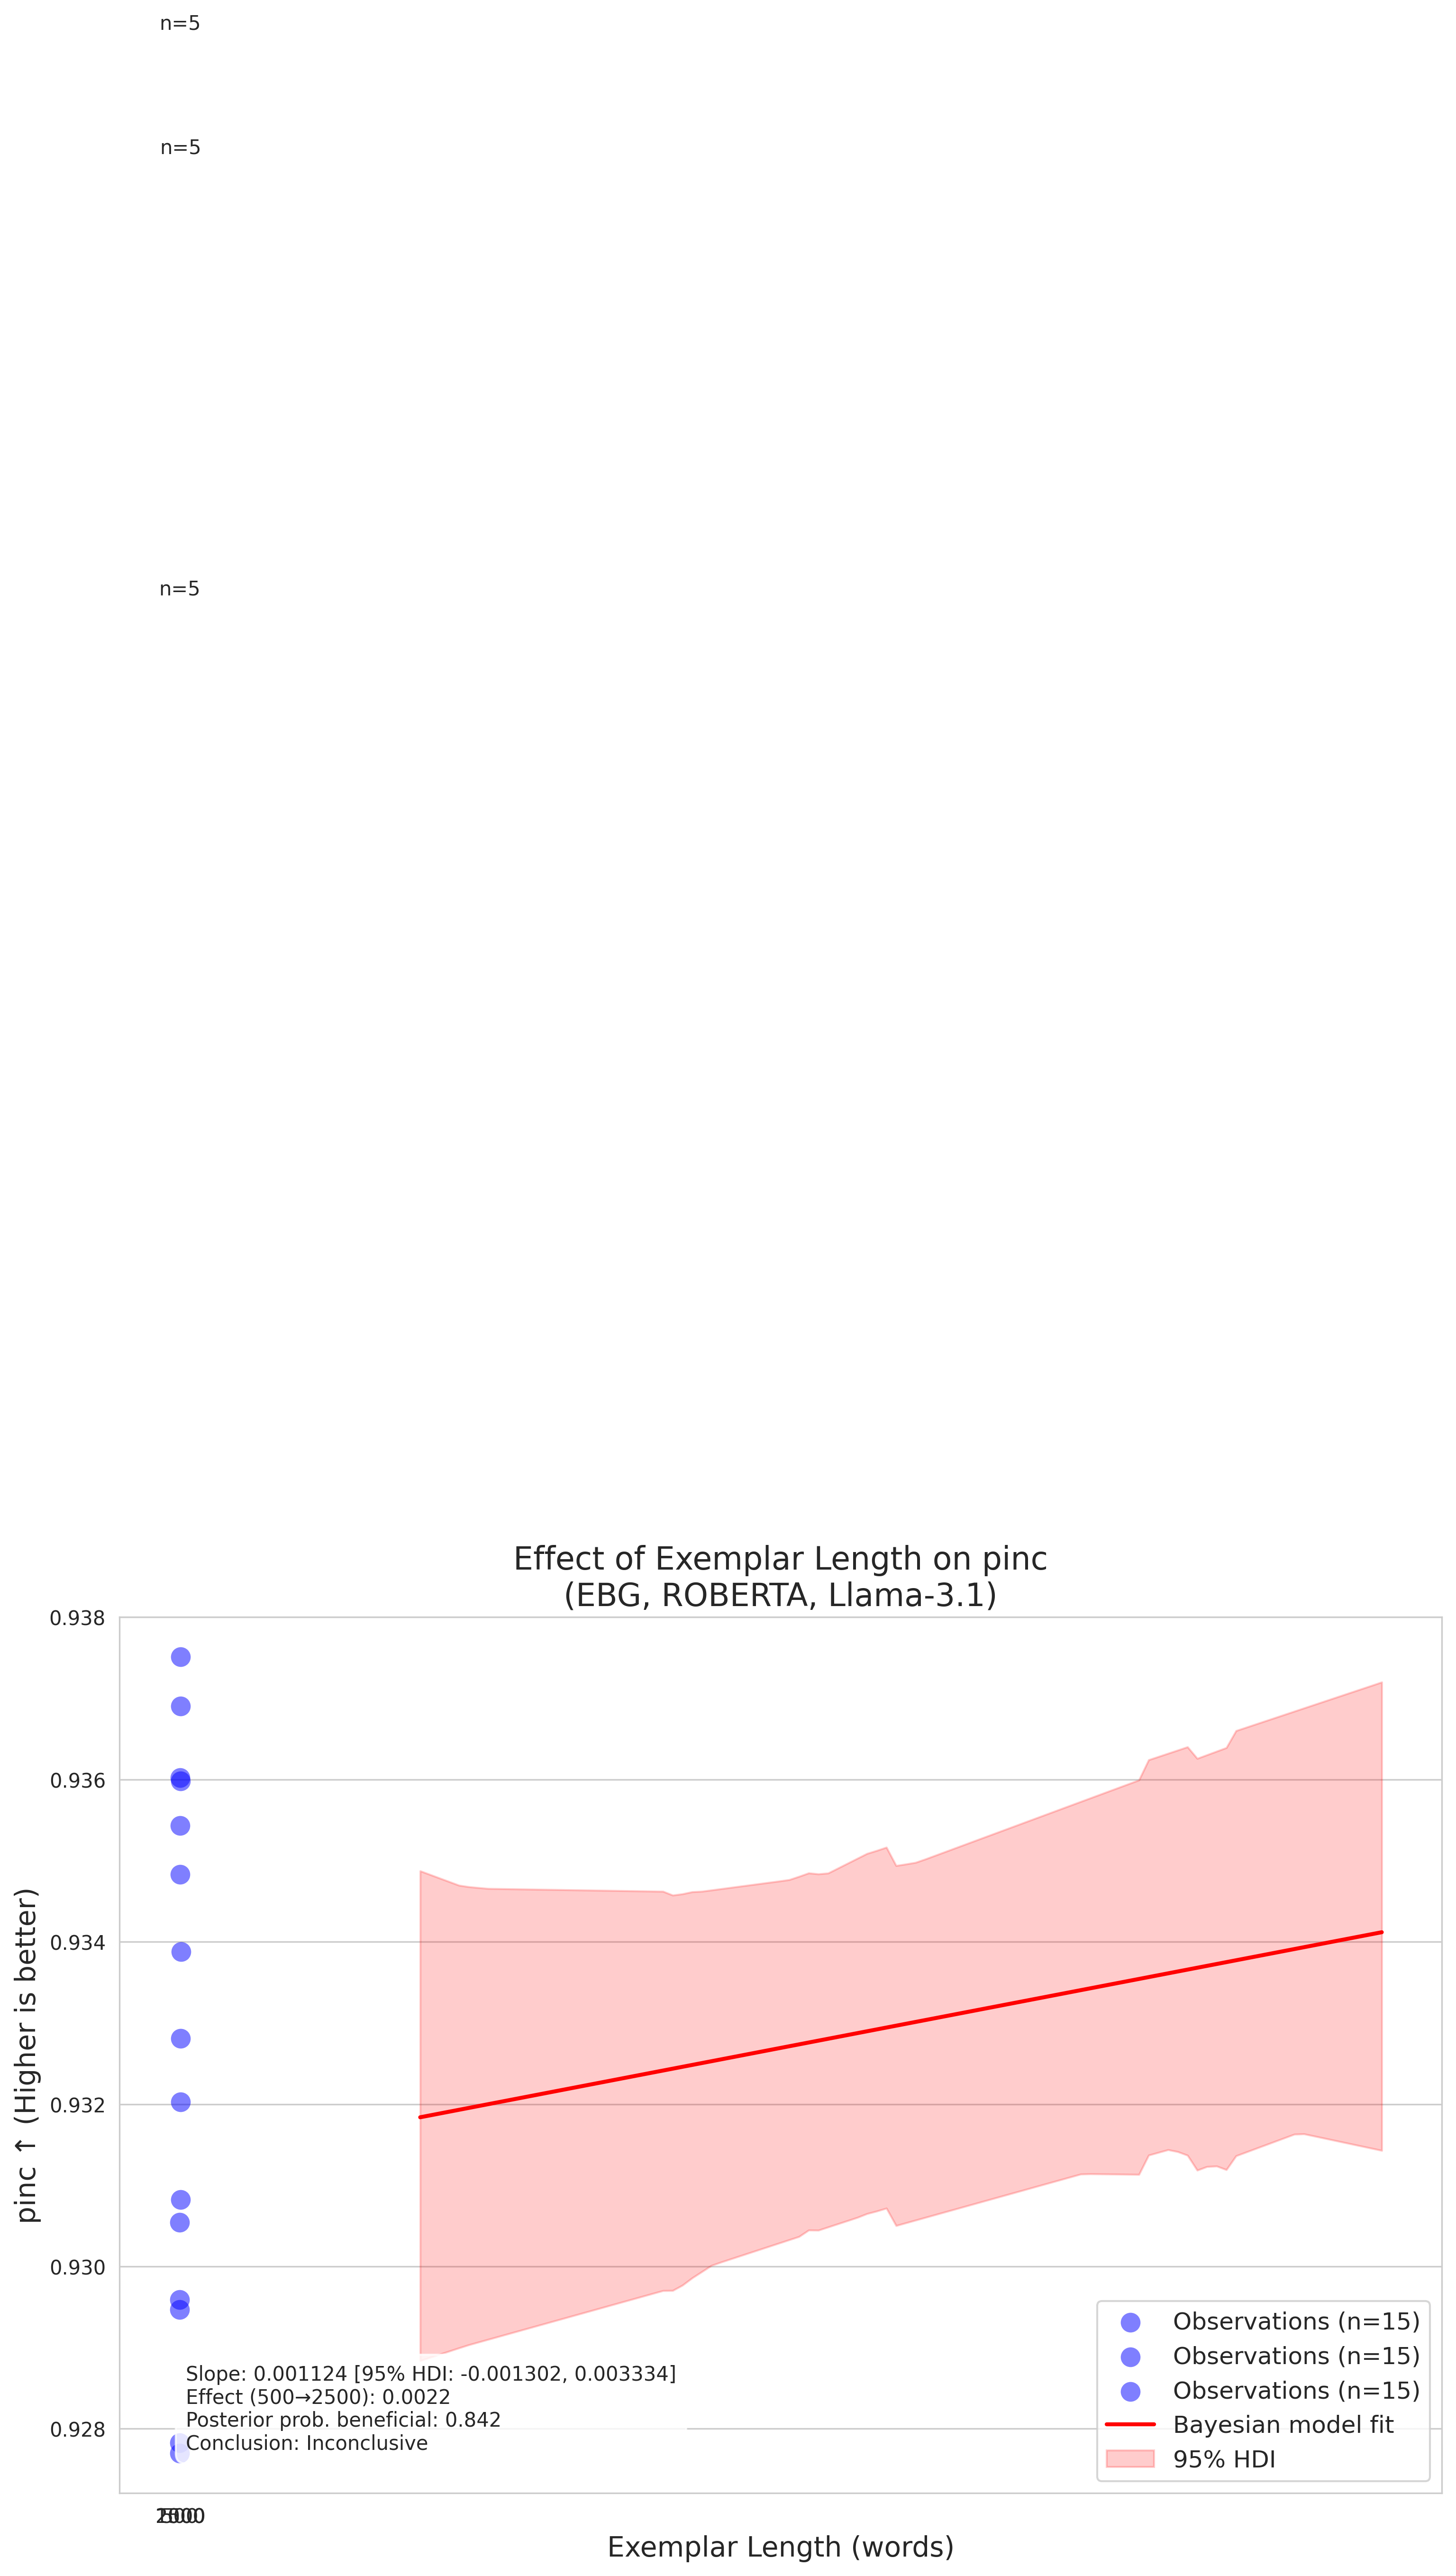 n=5
n=5
n=5
Effect of Exemplar Length on pinc
(EBG, ROBERTA, Llama-3.1)
pinc ↑ (Higher is better)
0.938
0.936
0.934
0.932
0.930
0.928
Slope: 0.001124 [95% HDI: -0.001302, 0.003334]
Effect (500→2500): 0.0022
Posterior prob. beneficial: 0.842
Conclusion: Inconclusive
Observations (n=15)
Observations (n=15)
Observations (n=15)
Bayesian model fit
95% HDI
Exemplar Length (words)